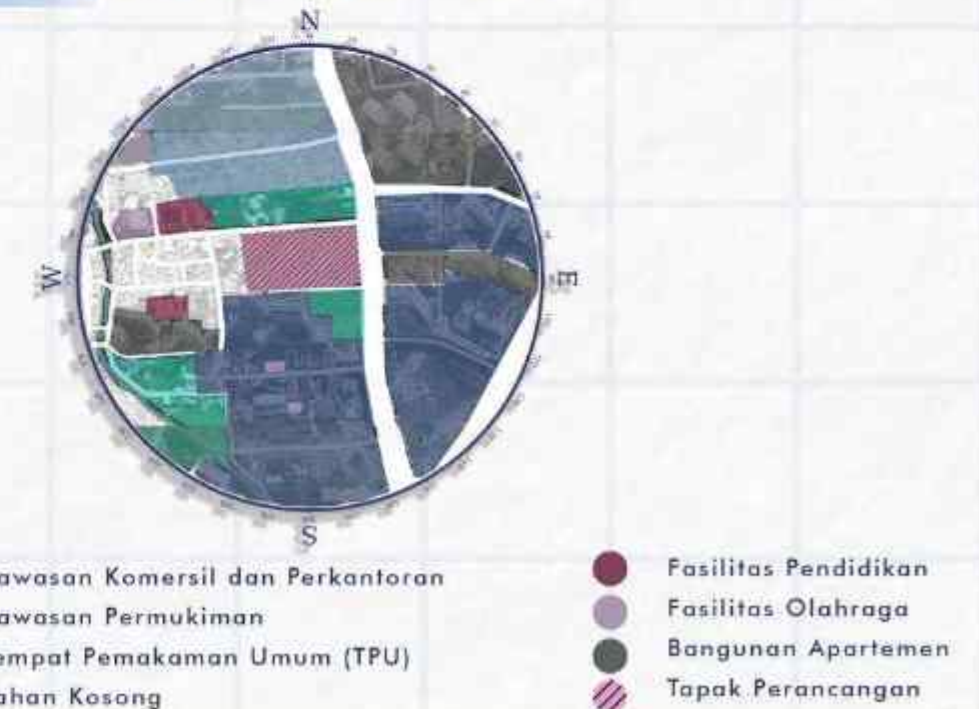 N
W
E
S
awasan Komersil dan Perkantoran
awasan Permukiman
empat Pemakaman Umum (TPU)
ahan Kosong
Fasilitas Pendidikan
Fasilitas Olahraga
Bangunan Apartemen
Tapak Perancangan